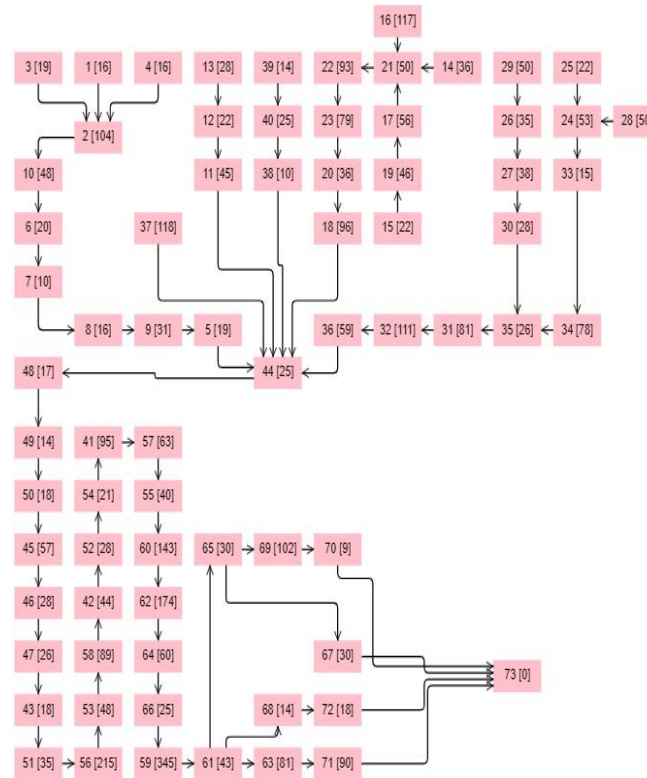 16 [117]
3 [19] 1 [16] 4 [16] 13 [28] 39 [14] 22 [93] 21 [50] 14 [36] 29 [50] 25 [22]
2 [104] 12 [22] 40 [25] 23 [79] 17 [56] 26 [35] 24 [53] 28 [50
10 [48] 11 [45] 38 [10] 20 [36] 19 [46] 27 [38] 33 [15]
6 [20] 37 [118] 18 [96] 15 [22] 30 [28]
7 [10]
8 [16] 9 [31] 5 [19] 36 [59] 32 [111] 31 [81] 35 [26] 34 [78]
48 [17] 44 [25]
49 [14] 41 [95] 57 [63]
50 [18] 54 [21] 55 [40]
45 [57] 52 [28] 60 [143] 65 [30] 69 [102] 70 [9]
46 [28] 42 [44] 62 [174]
47 [26] 58 [89] 64 [60] 67 [30] 73 [0]
43 [18] 53 [48] 66 [25] 68 [14] 72 [18]
51 [35] 56 [215] 59 [345] 61 [43] 63 [81] 71 [90]